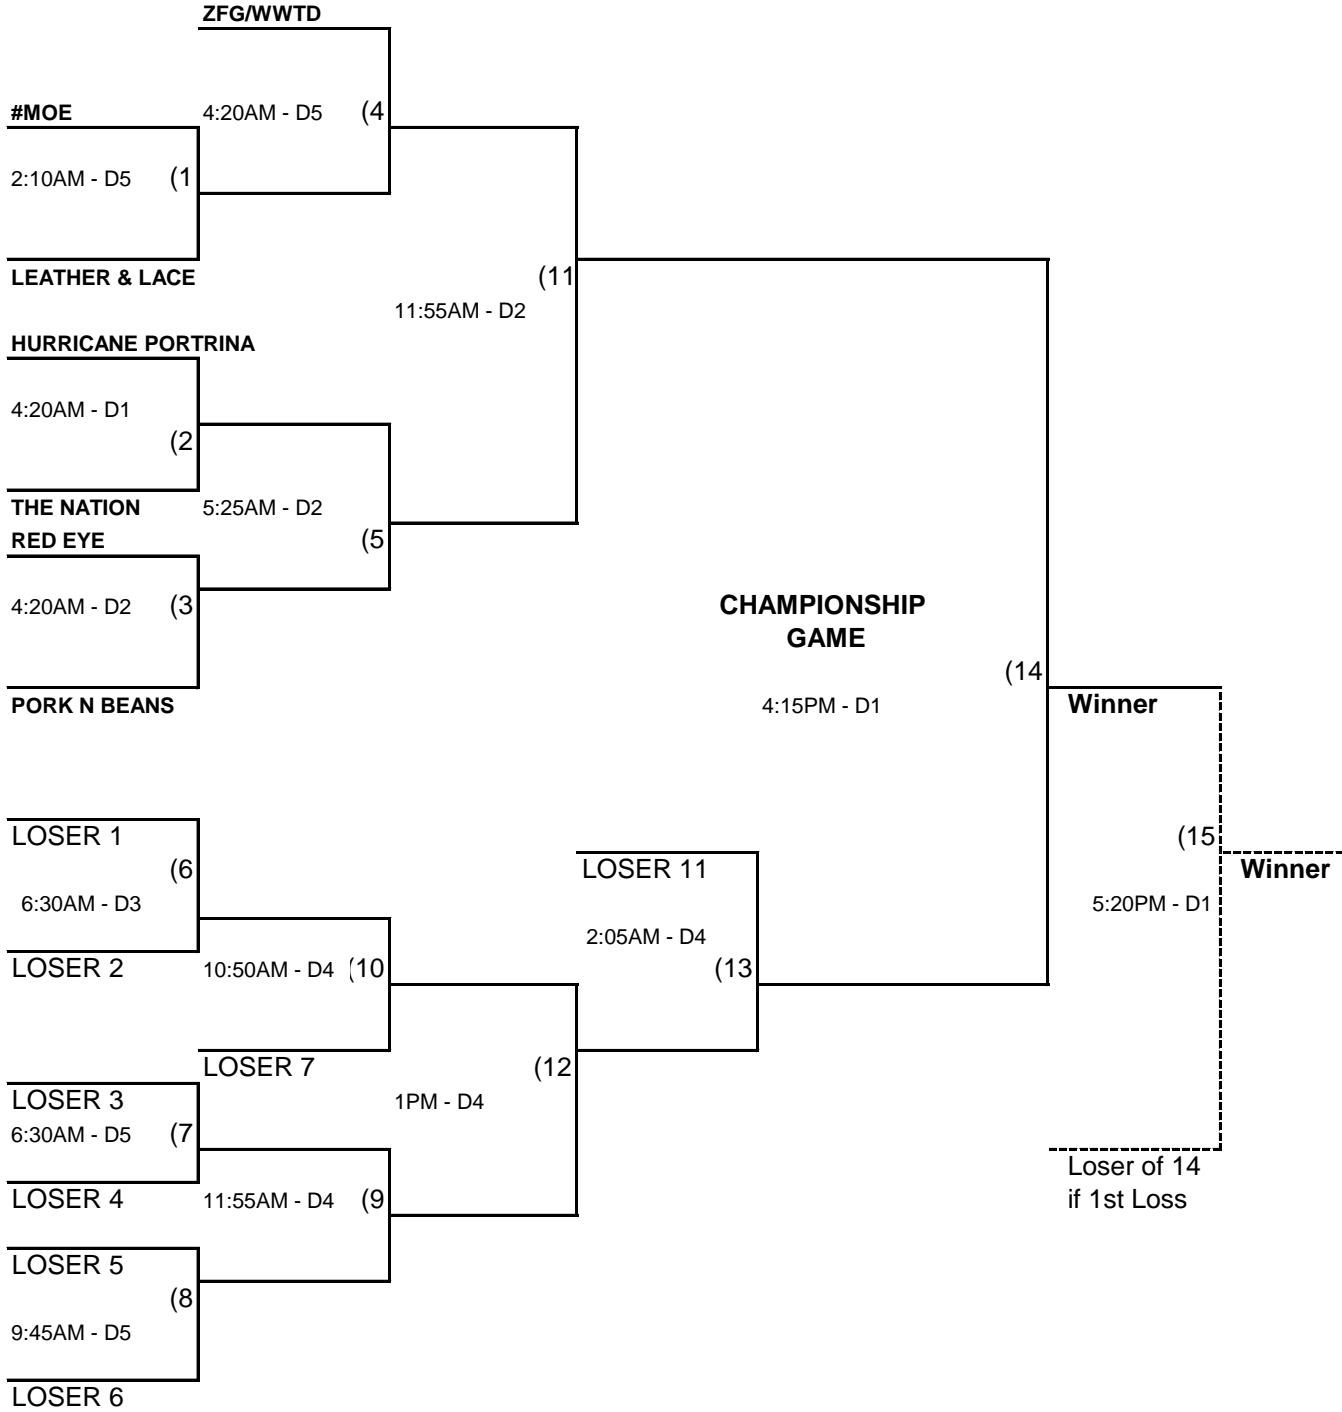 ZFG/WWTD
#MOE
4:20AM - D5 (4
2:10AM - D5 (1
LEATHER & LACE
(11
11:55AM - D2
HURRICANE PORTRINA
4:20AM - D1
(2
THE NATION
5:25AM - D2
RED EYE
(5
4:20AM - D2 (3
CHAMPIONSHIP
GAME
(14
PORK N BEANS
4:15PM - D1
Winner
LOSER 1
(15
(6
LOSER 11
Winner
6:30AM - D3
5:20PM - D1
2:05AM - D4
LOSER 2
10:50AM - D4 (10
(13
LOSER 7
(12
LOSER 3
1PM - D4
6:30AM - D5 (7
Loser of 14
LOSER 4
11:55AM - D4 (9
if 1st Loss
LOSER 5
(8
9:45AM - D5
LOSER 6